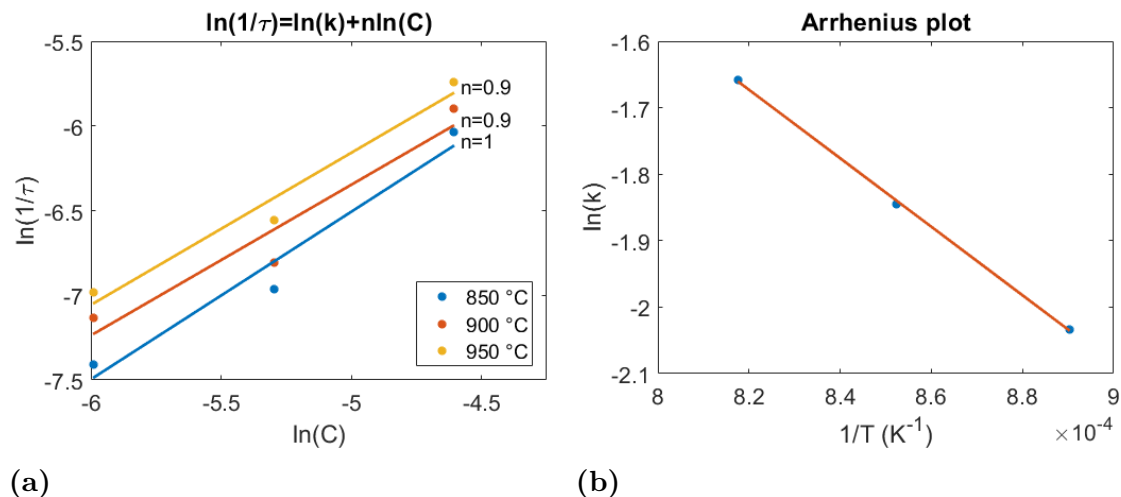 ln(1/τ)=ln(k)+nln(C)
-5.5
-6
-6.5
-7
-7.5
ln(1/τ)
n=0.9
n=0.9
n=1
850 °C
900 °C
950 °C
-6
-5.5
-5
-4.5
ln(C)
(a)
Arrhenius plot
-1.6
-1.7
-1.8
-1.9
-2
-2.1
ln(k)
8
8.2
8.4
8.6
8.8
9
1/T (K⁻¹)
×10⁻⁴
(b)